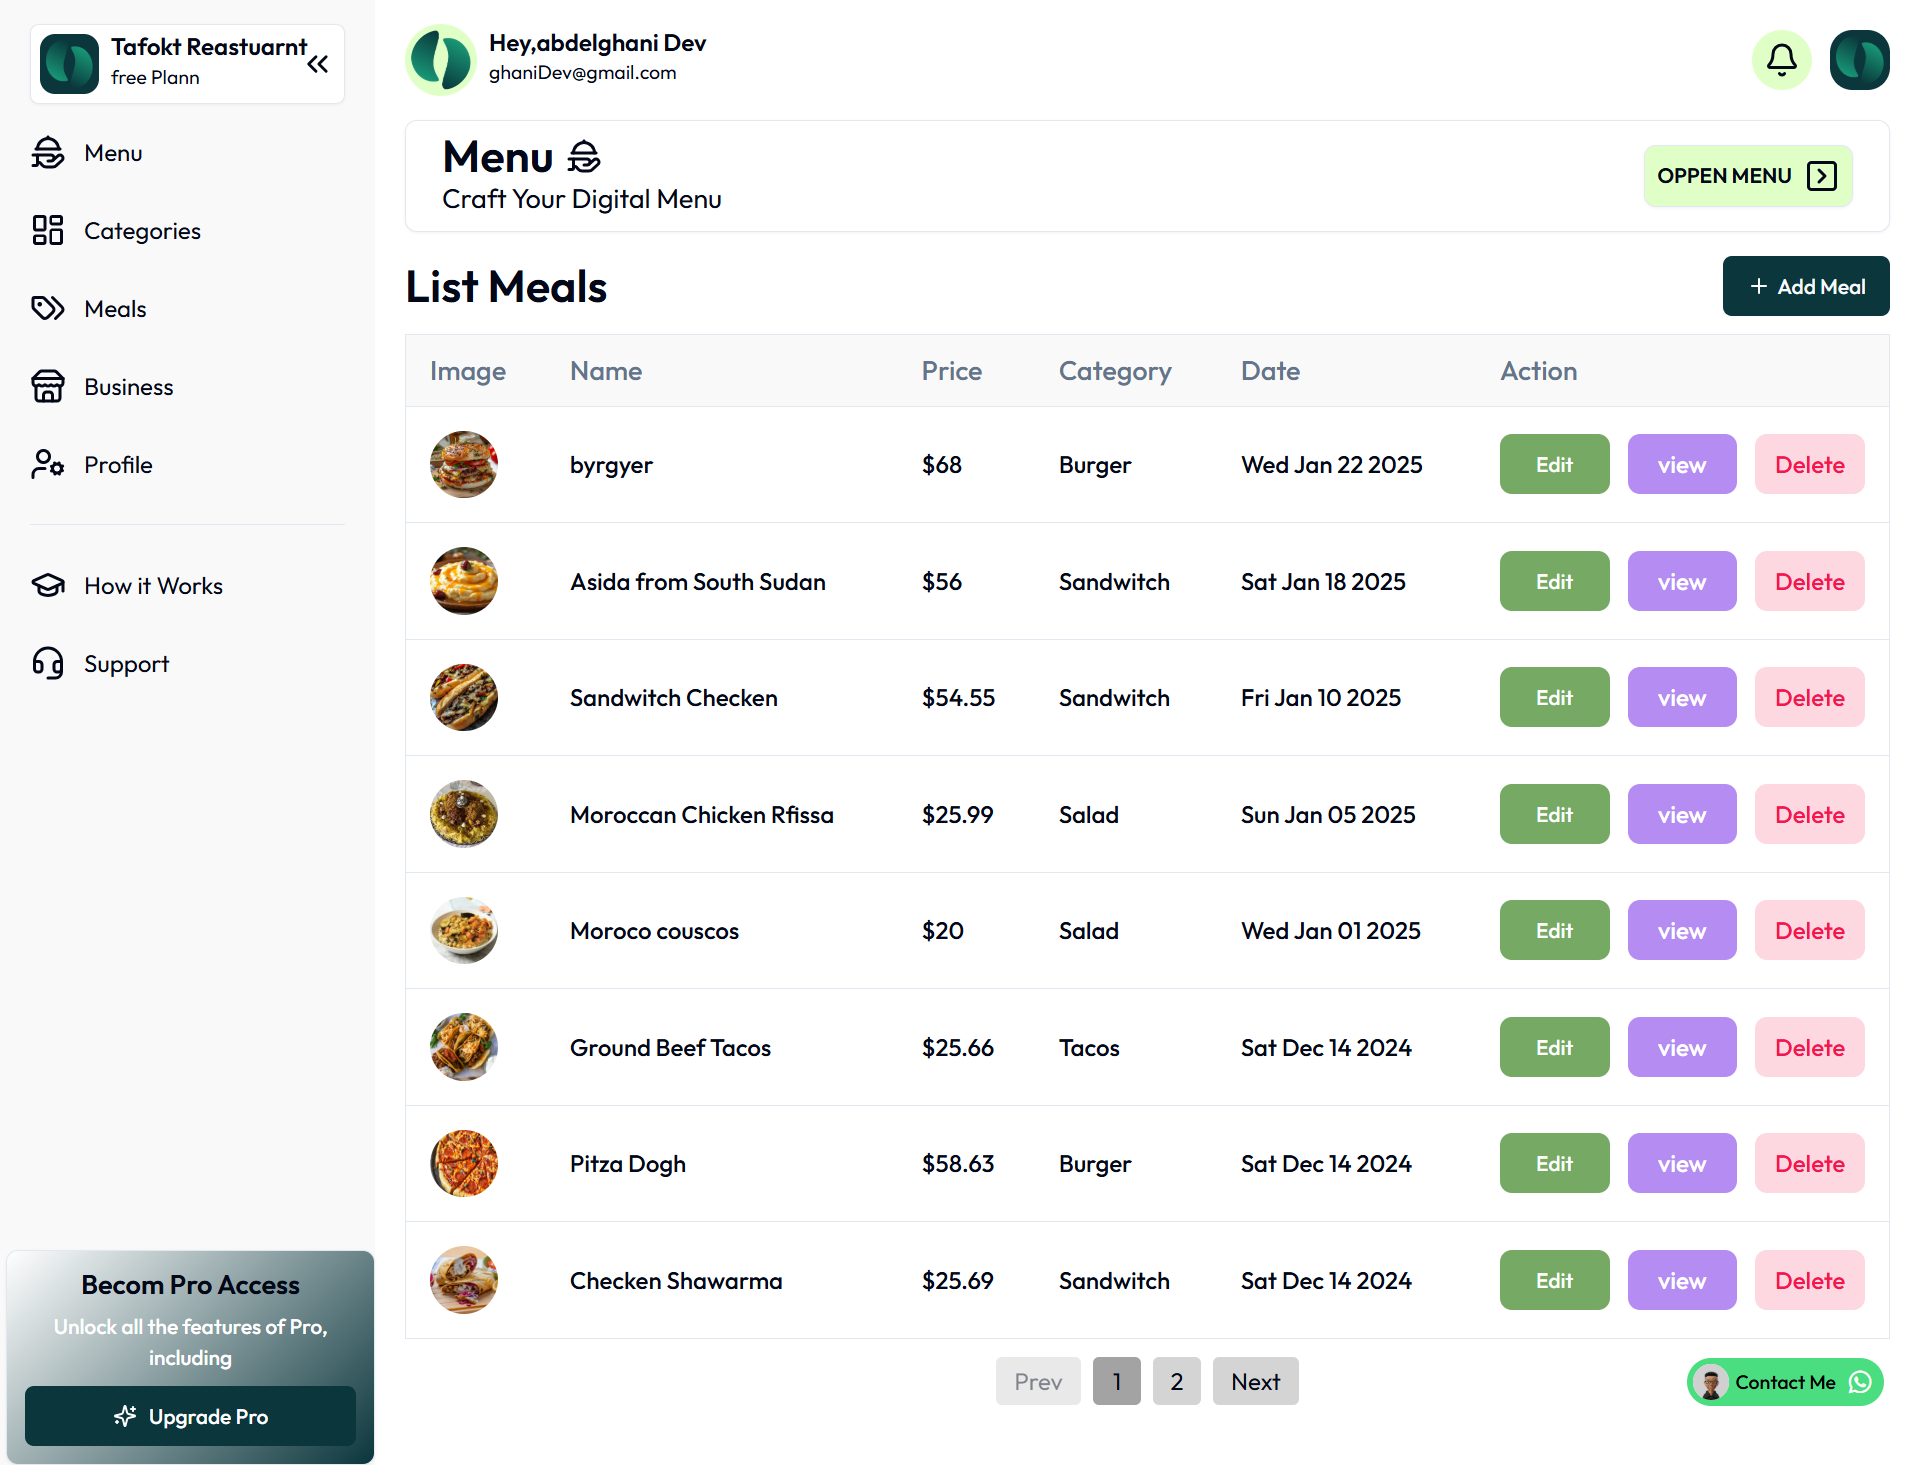 Tafokt Reastuarnt
free Plann
Menu
Categories
Meals
Business
Profile
How it Works
Support
Becom Pro Access
Unlock all the features of Pro,
including
Upgrade Pro
Hey,abdelghani Dev
ghaniDev@gmail.com
Menu
Craft Your Digital Menu
OPPEN MENU
List Meals
+ Add Meal
Image Name Price Category Date Action
byrgyer $68 Burger Wed Jan 22 2025 Edit view Delete
Asida from South Sudan $56 Sandwitch Sat Jan 18 2025 Edit view Delete
Sandwitch Checken $54.55 Sandwitch Fri Jan 10 2025 Edit view Delete
Moroccan Chicken Rfissa $25.99 Salad Sun Jan 05 2025 Edit view Delete
Moroco couscos $20 Salad Wed Jan 01 2025 Edit view Delete
Ground Beef Tacos $25.66 Tacos Sat Dec 14 2024 Edit view Delete
Pitza Dogh $58.63 Burger Sat Dec 14 2024 Edit view Delete
Checken Shawarma $25.69 Sandwitch Sat Dec 14 2024 Edit view Delete
Prev 1 2 Next
Contact Me